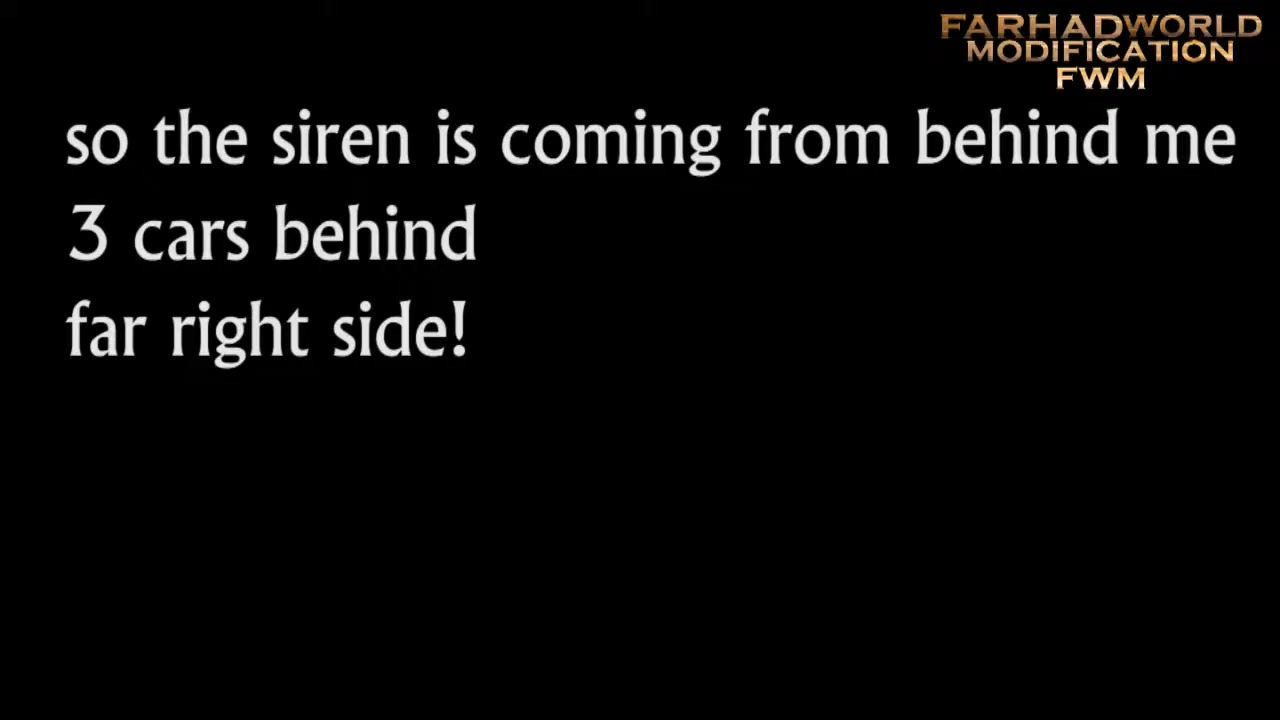 FARHADWORLD
MODIFICATION
FWM
so the siren is coming from behind me
3 cars behind
far right side!